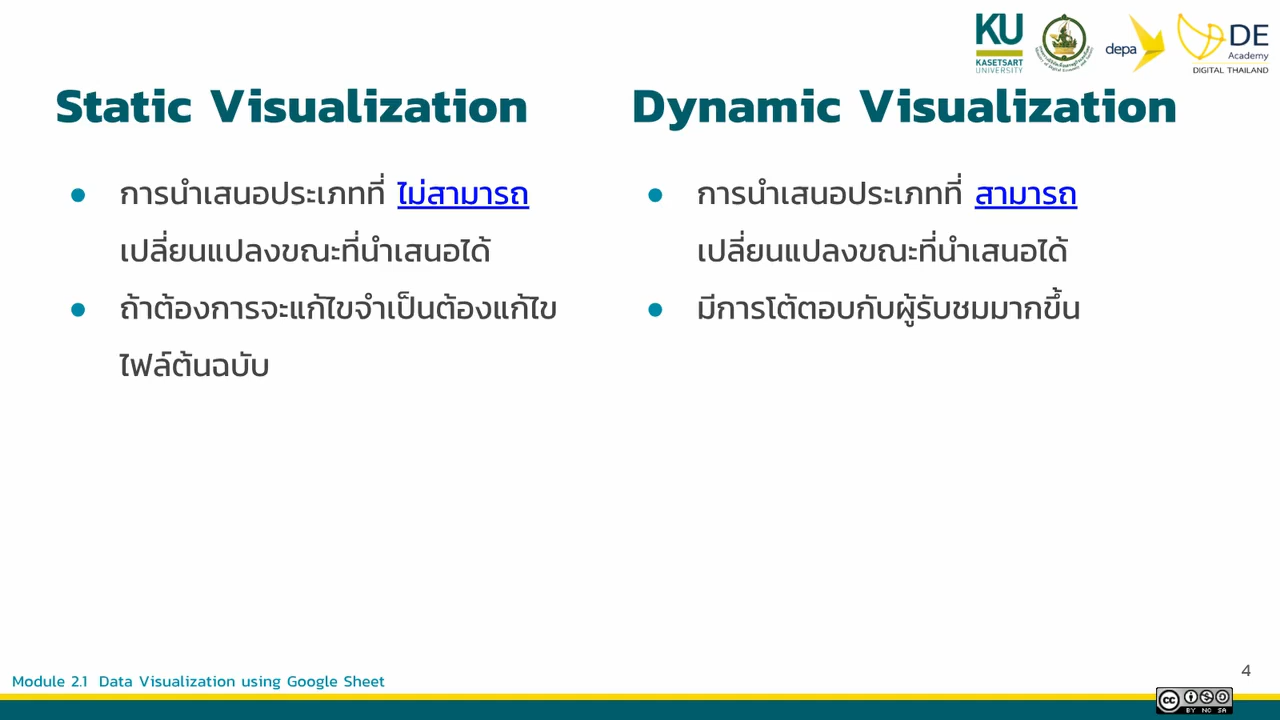 KU
KASETSART
UNIVERSITY
depa
DE
Academy
DIGITAL THAILAND
Static Visualization
● การนำเสนอประเภทที่ ไม่สามารถ
เปลี่ยนแปลงขณะที่นำเสนอได้
● ถ้าต้องการจะแก้ไขจำเป็นต้องแก้ไข
ไฟล์ต้นฉบับ
Dynamic Visualization
● การนำเสนอประเภทที่ สามารถ
เปลี่ยนแปลงขณะที่นำเสนอได้
● มีการโต้ตอบกับผู้รับชมมากขึ้น
Module 2.1 Data Visualization using Google Sheet
4
cc
BY NC SA